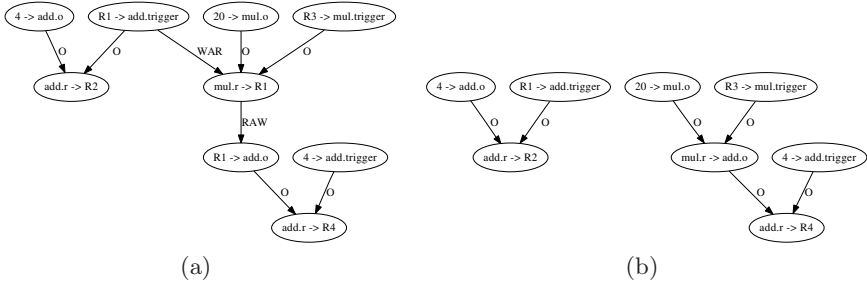 4 -> add.o
R1 -> add.trigger
20 -> mul.o
R3 -> mul.trigger
O
O
WAR
O
O
add.r -> R2
mul.r -> R1
RAW
R1 -> add.o
4 -> add.trigger
O
O
add.r -> R4
(a)
4 -> add.o
R1 -> add.trigger
20 -> mul.o
R3 -> mul.trigger
O
O
O
O
add.r -> R2
mul.r -> add.o
4 -> add.trigger
O
O
add.r -> R4
(b)